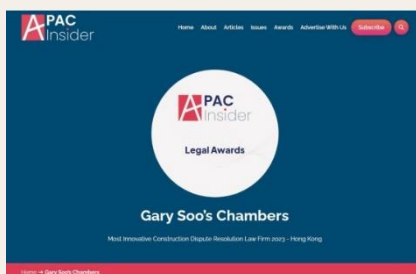 APAC
Insider
Home About Articles Issues Awards Advertise With Us Subscribe
APAC
Insider
Legal Awards
Gary Soo's Chambers
Most Innovative Construction Dispute Resolution Law Firm 2023 - Hong Kong
Home → Gary Soo's Chambers